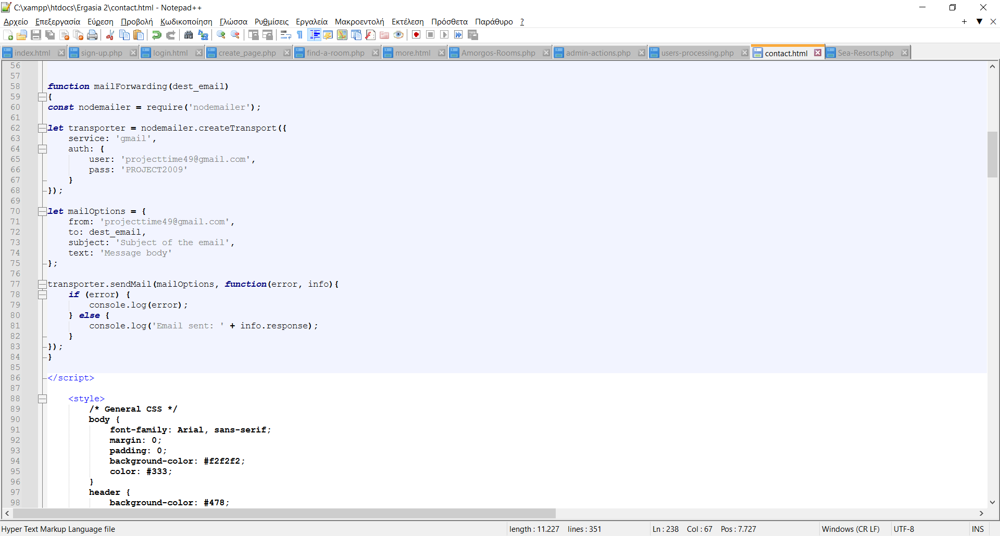 C:\xampp\htdocs\Ergasia 2\contact.html - Notepad++
Αρχείο Επεξεργασία Εύρεση Προβολή Κωδικοποίηση Γλώσσα Ρυθμίσεις Εργαλεία Μακροεντολή Εκτέλεση Πρόσθετα Παράθυρο ?
index.html sign-up.php login.html create_page.php find-a-room.php more.html Amorgos-Rooms.php admin-actions.php users-processing.php contact.html Sea-Resorts.php
56
57
58 function mailForwarding(dest_email)
59 {
60 const nodemailer = require('nodemailer');
61
62 let transporter = nodemailer.createTransport({
63 service: 'gmail',
64 auth: {
65 user: 'projecttime49@gmail.com',
66 pass: 'PROJECT2009'
67 }
68 });
69
70 let mailOptions = {
71 from: 'projecttime49@gmail.com',
72 to: dest_email,
73 subject: 'Subject of the email',
74 text: 'Message body'
75 };
76
77 transporter.sendMail(mailOptions, function(error, info){
78 if (error) {
79 console.log(error);
80 } else {
81 console.log('Email sent: ' + info.response);
82 }
83 });
84 }
85
86 </script>
87
88 <style>
89 /* General CSS */
90 body {
91 font-family: Arial, sans-serif;
92 margin: 0;
93 padding: 0;
94 background-color: #f2f2f2;
95 color: #333;
96 }
97 header {
98 background-color: #478;
Hyper Text Markup Language file length : 11.227 lines : 351 Ln : 238 Col : 67 Pos : 7.727 Windows (CR LF) UTF-8 INS